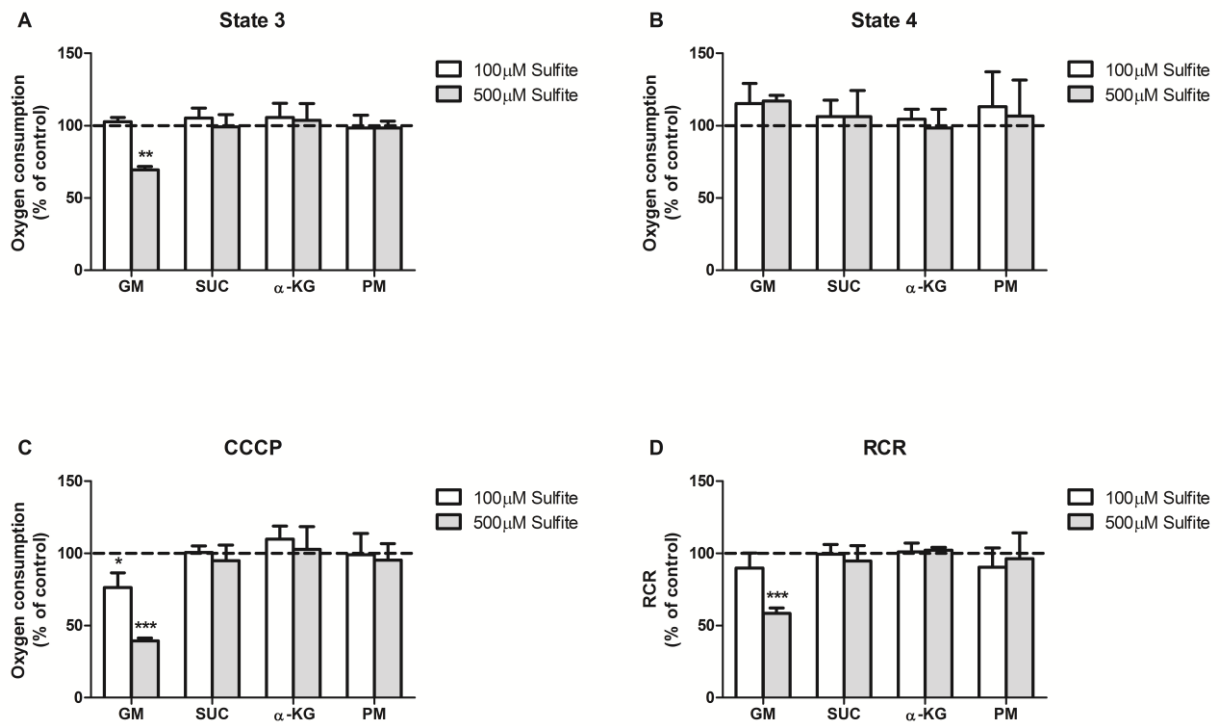 A
State 3
Oxygen consumption
(% of control)
150
100
50
0
**
GM
SUC
α-KG
PM
100μM Sulfite
500μM Sulfite
B
State 4
Oxygen consumption
(% of control)
150
100
50
0
GM
SUC
α-KG
PM
100μM Sulfite
500μM Sulfite
C
CCCP
Oxygen consumption
(% of control)
150
100
50
0
*
***
GM
SUC
α-KG
PM
100μM Sulfite
500μM Sulfite
D
RCR
RCR
(% of control)
150
100
50
0
***
GM
SUC
α-KG
PM
100μM Sulfite
500μM Sulfite